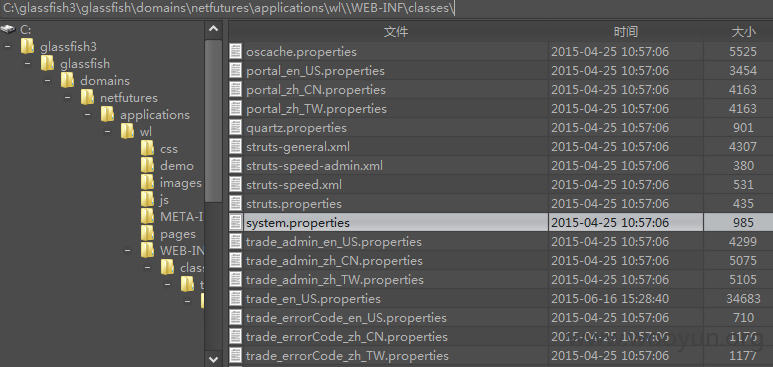 C:\glassfish3\glassfish\domains\netfutures\applications\wl\\WEB-INF\classes\
C:
glassfish3
glassfish
domains
netfutures
applications
wl
css
demo
images
js
META-I
pages
WEB-IN
clas
t
文件 时间 大小
oscache.properties 2015-04-25 10:57:06 5525
portal_en_US.properties 2015-04-25 10:57:06 3454
portal_zh_CN.properties 2015-04-25 10:57:06 4163
portal_zh_TW.properties 2015-04-25 10:57:06 4163
quartz.properties 2015-04-25 10:57:06 901
struts-general.xml 2015-04-25 10:57:06 4307
struts-speed-admin.xml 2015-04-25 10:57:06 380
struts-speed.xml 2015-04-25 10:57:06 531
struts.properties 2015-04-25 10:57:06 435
system.properties 2015-04-25 10:57:06 985
trade_admin_en_US.properties 2015-04-25 10:57:06 4299
trade_admin_zh_CN.properties 2015-04-25 10:57:06 5075
trade_admin_zh_TW.properties 2015-04-25 10:57:06 5105
trade_en_US.properties 2015-06-16 15:28:40 34683
trade_errorCode_en_US.properties 2015-04-25 10:57:06 710
trade_errorCode_zh_CN.properties 2015-04-25 10:57:06 1176
trade_errorCode_zh_TW.properties 2015-04-25 10:57:06 1177